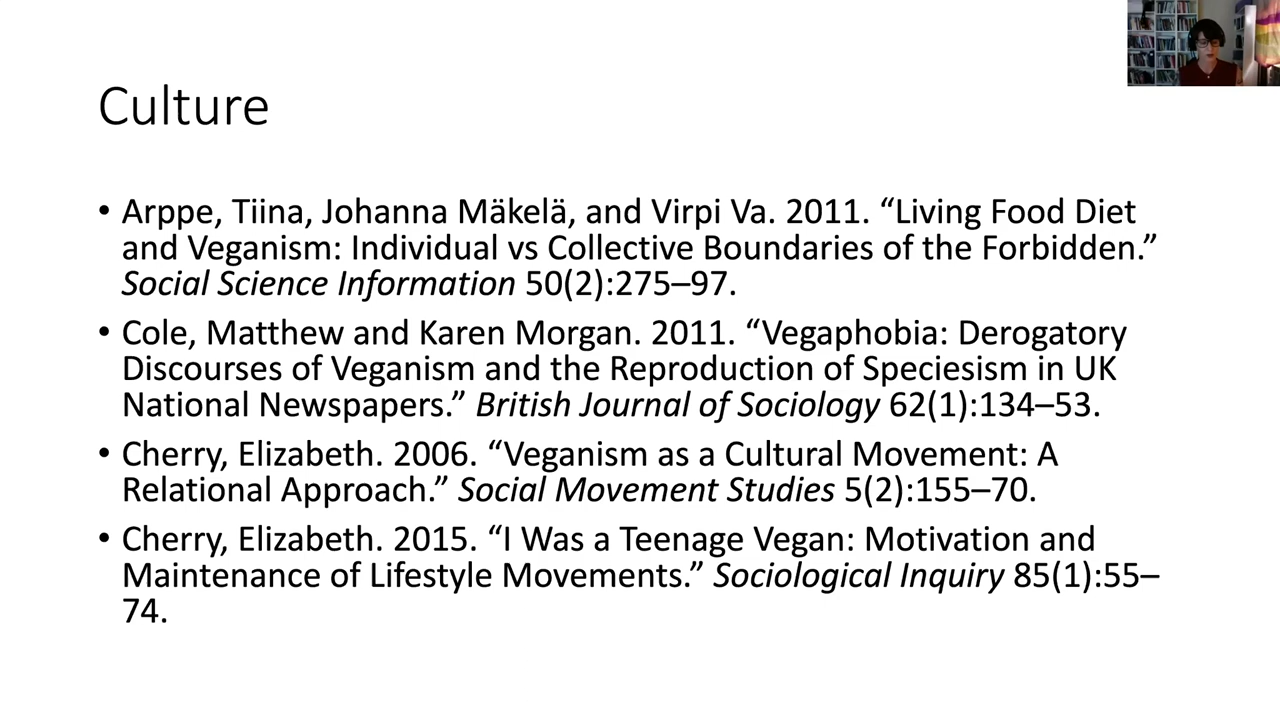 Culture
• Arppe, Tiina, Johanna Mäkelä, and Virpi Va. 2011. “Living Food Diet
and Veganism: Individual vs Collective Boundaries of the Forbidden.”
Social Science Information 50(2):275–97.
• Cole, Matthew and Karen Morgan. 2011. “Vegaphobia: Derogatory
Discourses of Veganism and the Reproduction of Speciesism in UK
National Newspapers.” British Journal of Sociology 62(1):134–53.
• Cherry, Elizabeth. 2006. “Veganism as a Cultural Movement: A
Relational Approach.” Social Movement Studies 5(2):155–70.
• Cherry, Elizabeth. 2015. “I Was a Teenage Vegan: Motivation and
Maintenance of Lifestyle Movements.” Sociological Inquiry 85(1):55–
74.